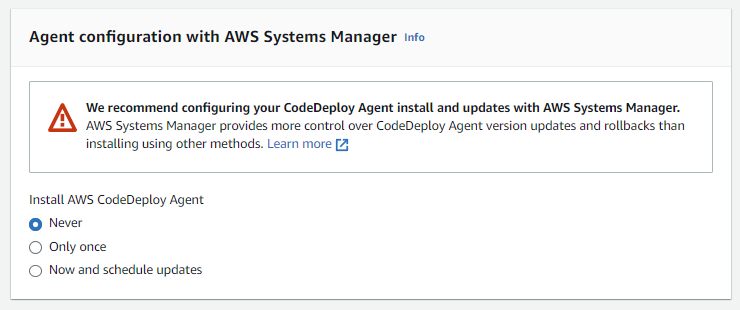 Agent configuration with AWS Systems Manager Info
We recommend configuring your CodeDeploy Agent install and updates with AWS Systems Manager.
AWS Systems Manager provides more control over CodeDeploy Agent version updates and rollbacks than
installing using other methods. Learn more
Install AWS CodeDeploy Agent
Never
Only once
Now and schedule updates